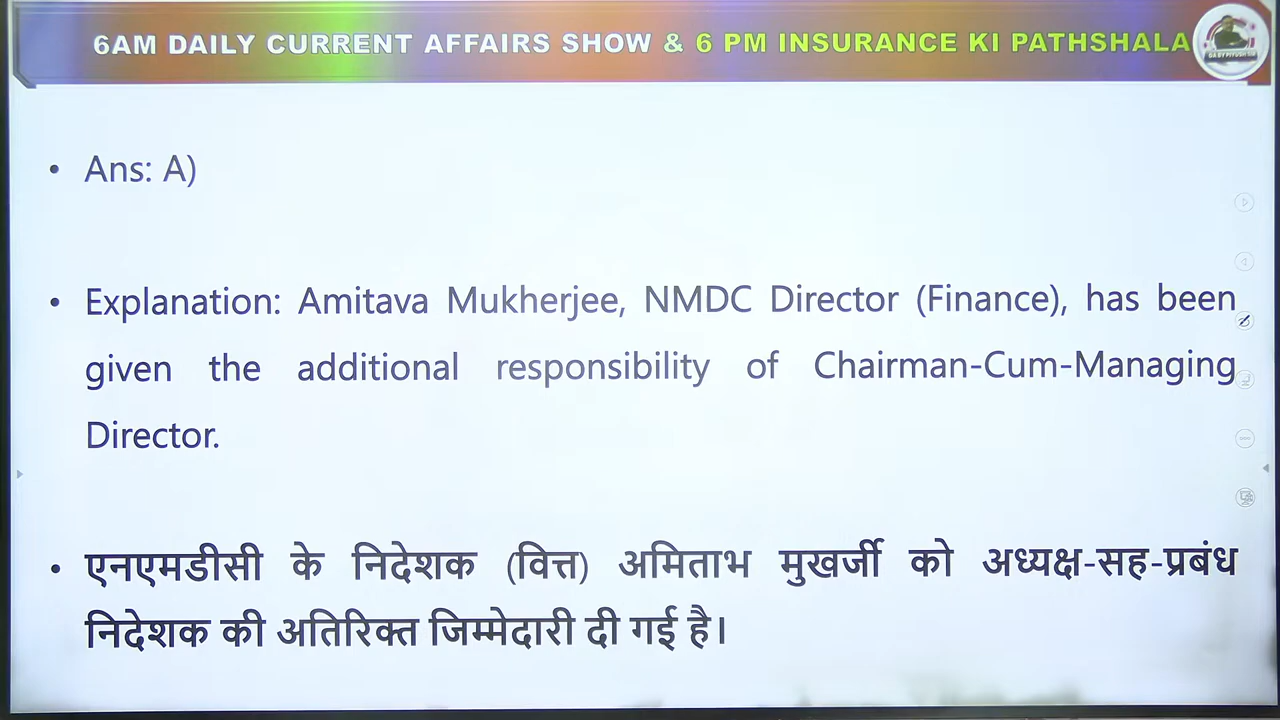 6AM DAILY CURRENT AFFAIRS SHOW & 6 PM INSURANCE KI PATHSHALA
• Ans: A)
• Explanation: Amitava Mukherjee, NMDC Director (Finance), has been
given the additional responsibility of Chairman-Cum-Managing
Director.
• एनएमडीसी के निदेशक (वित्त) अमिताभ मुखर्जी को अध्यक्ष-सह-प्रबंध
निदेशक की अतिरिक्त जिम्मेदारी दी गई है।